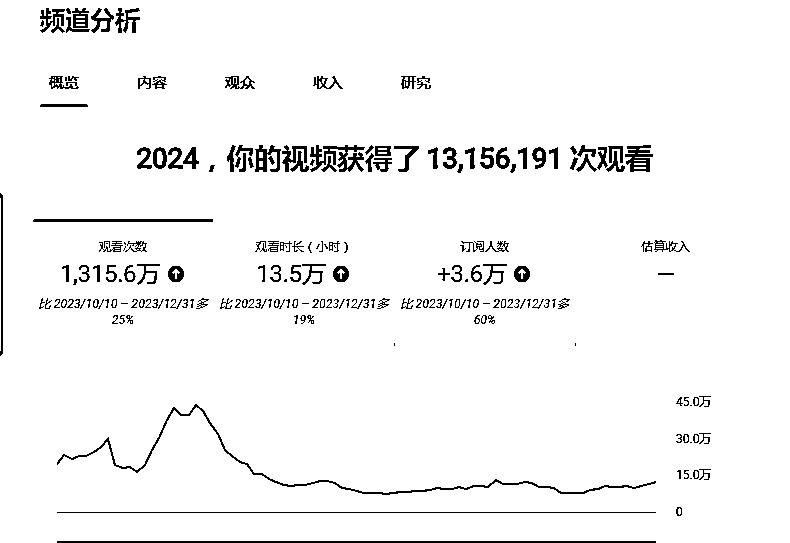 频道分析
概览 内容 观众 收入 研究
2024，你的视频获得了 13,156,191 次观看
观看次数 观看时长（小时） 订阅人数 估算收入
1,315.6万 13.5万 +3.6万 —
比 2023/10/10 – 2023/12/31多 比 2023/10/10 – 2023/12/31多 比 2023/10/10 – 2023/12/31多
25% 19% 60%
45.0万
30.0万
15.0万
0